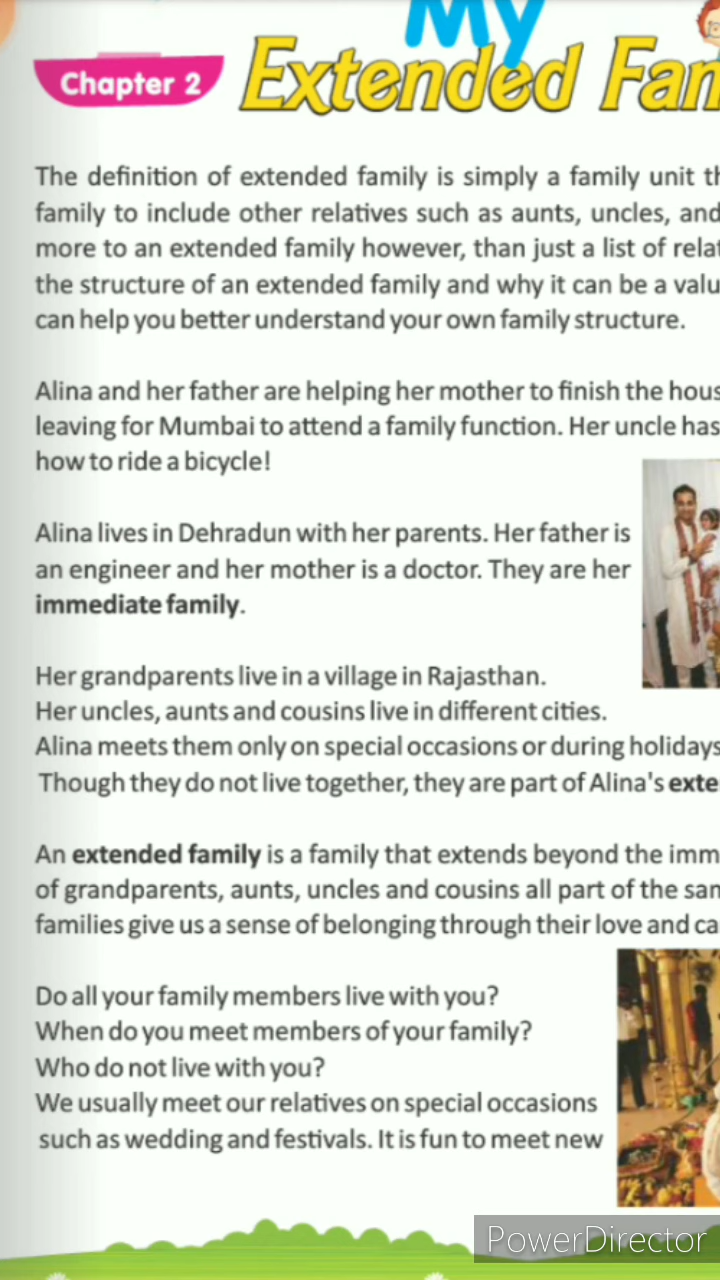 My
Chapter 2
Extended
The definition of extended family is simply a family unit
family to include other relatives such as aunts, uncles, and
more to an extended family however, than just a list of
the structure of an extended family and why it can be a
can help you better understand your own family structure.
Alina and her father are helping her mother to finish the
leaving for Mumbai to attend a family function. Her uncle has
how to ride a bicycle!
Alina lives in Dehradun with her parents. Her father is
an engineer and her mother is a doctor. They are her
immediate family.
Her grandparents live in a village in Rajasthan.
Her uncles, aunts and cousins live in different cities.
Alina meets them only on special occasions or during holidays
Though they do not live together, they are part of Alina's
An extended family is a family that extends beyond the
of grandparents, aunts, uncles and cousins all part of the
families give us a sense of belonging through their love and
Do all your family members live with you?
When do you meet members of your family?
Who do not live with you?
We usually meet our relatives on special occasions
such as wedding and festivals. It is fun to meet new
PowerDirector